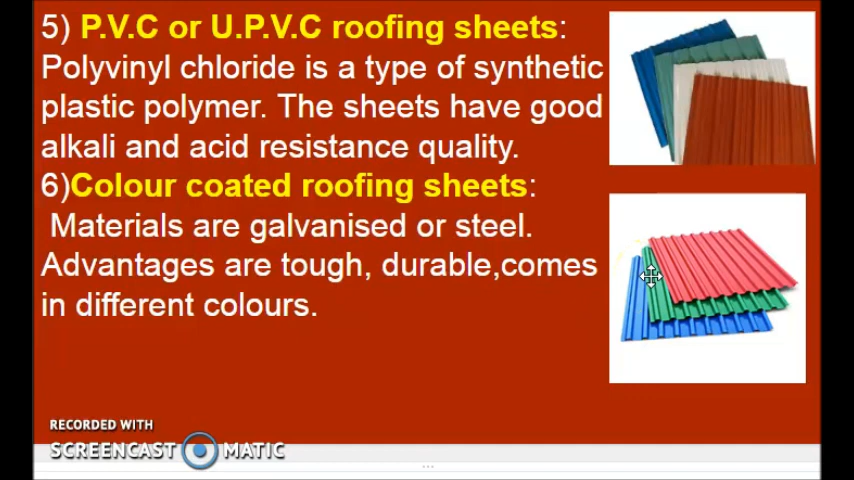 5) P.V.C or U.P.V.C roofing sheets:
Polyvinyl chloride is a type of synthetic
plastic polymer. The sheets have good
alkali and acid resistance quality.
6)Colour coated roofing sheets:
Materials are galvanised or steel.
Advantages are tough, durable,comes
in different colours.
RECORDED WITH
SCREENCAST MATIC